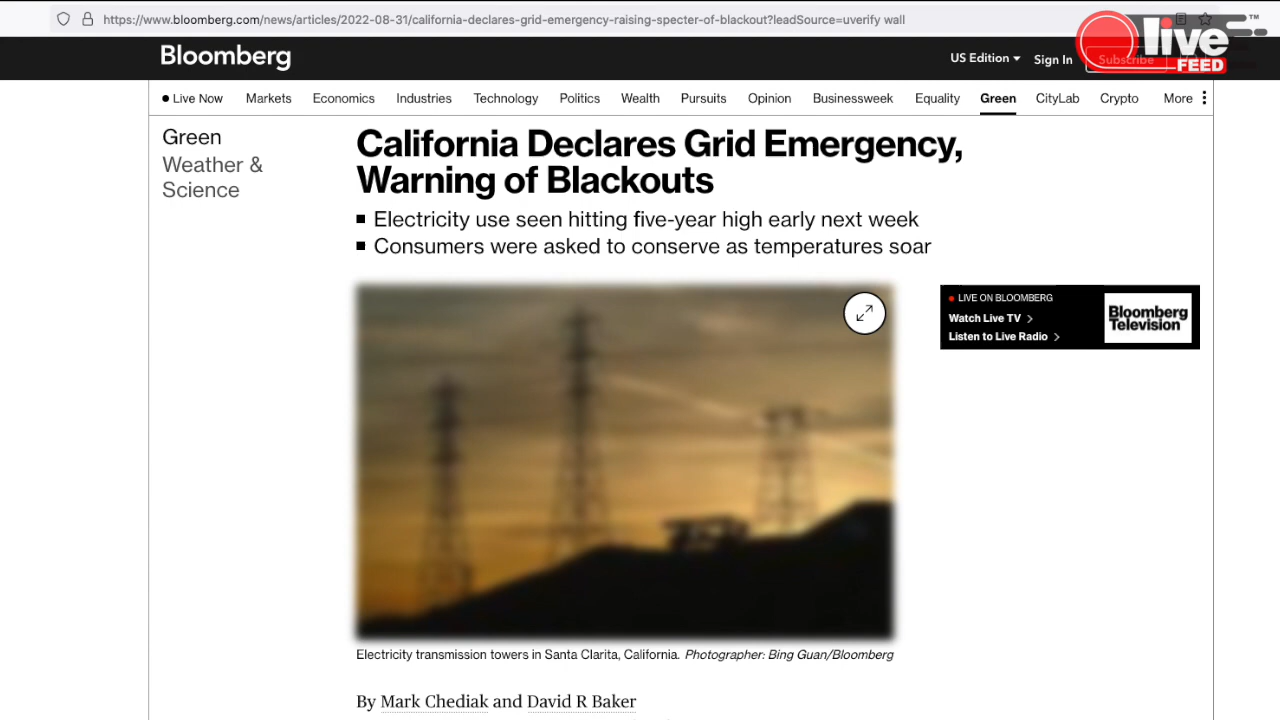 https://www.bloomberg.com/news/articles/2022-08-31/california-declares-grid-emergency-raising-specter-of-blackout?leadSource=uverify wall
live
FEED
™
Bloomberg
US Edition
Sign In
Subscribe
Live Now
Markets
Economics
Industries
Technology
Politics
Wealth
Pursuits
Opinion
Businessweek
Equality
Green
CityLab
Crypto
More
Green
Weather &
Science
California Declares Grid Emergency,
Warning of Blackouts
Electricity use seen hitting five-year high early next week
Consumers were asked to conserve as temperatures soar
LIVE ON BLOOMBERG
Watch Live TV
Listen to Live Radio
Bloomberg
Television
Electricity transmission towers in Santa Clarita, California. Photographer: Bing Guan/Bloomberg
By Mark Chediak and David R Baker